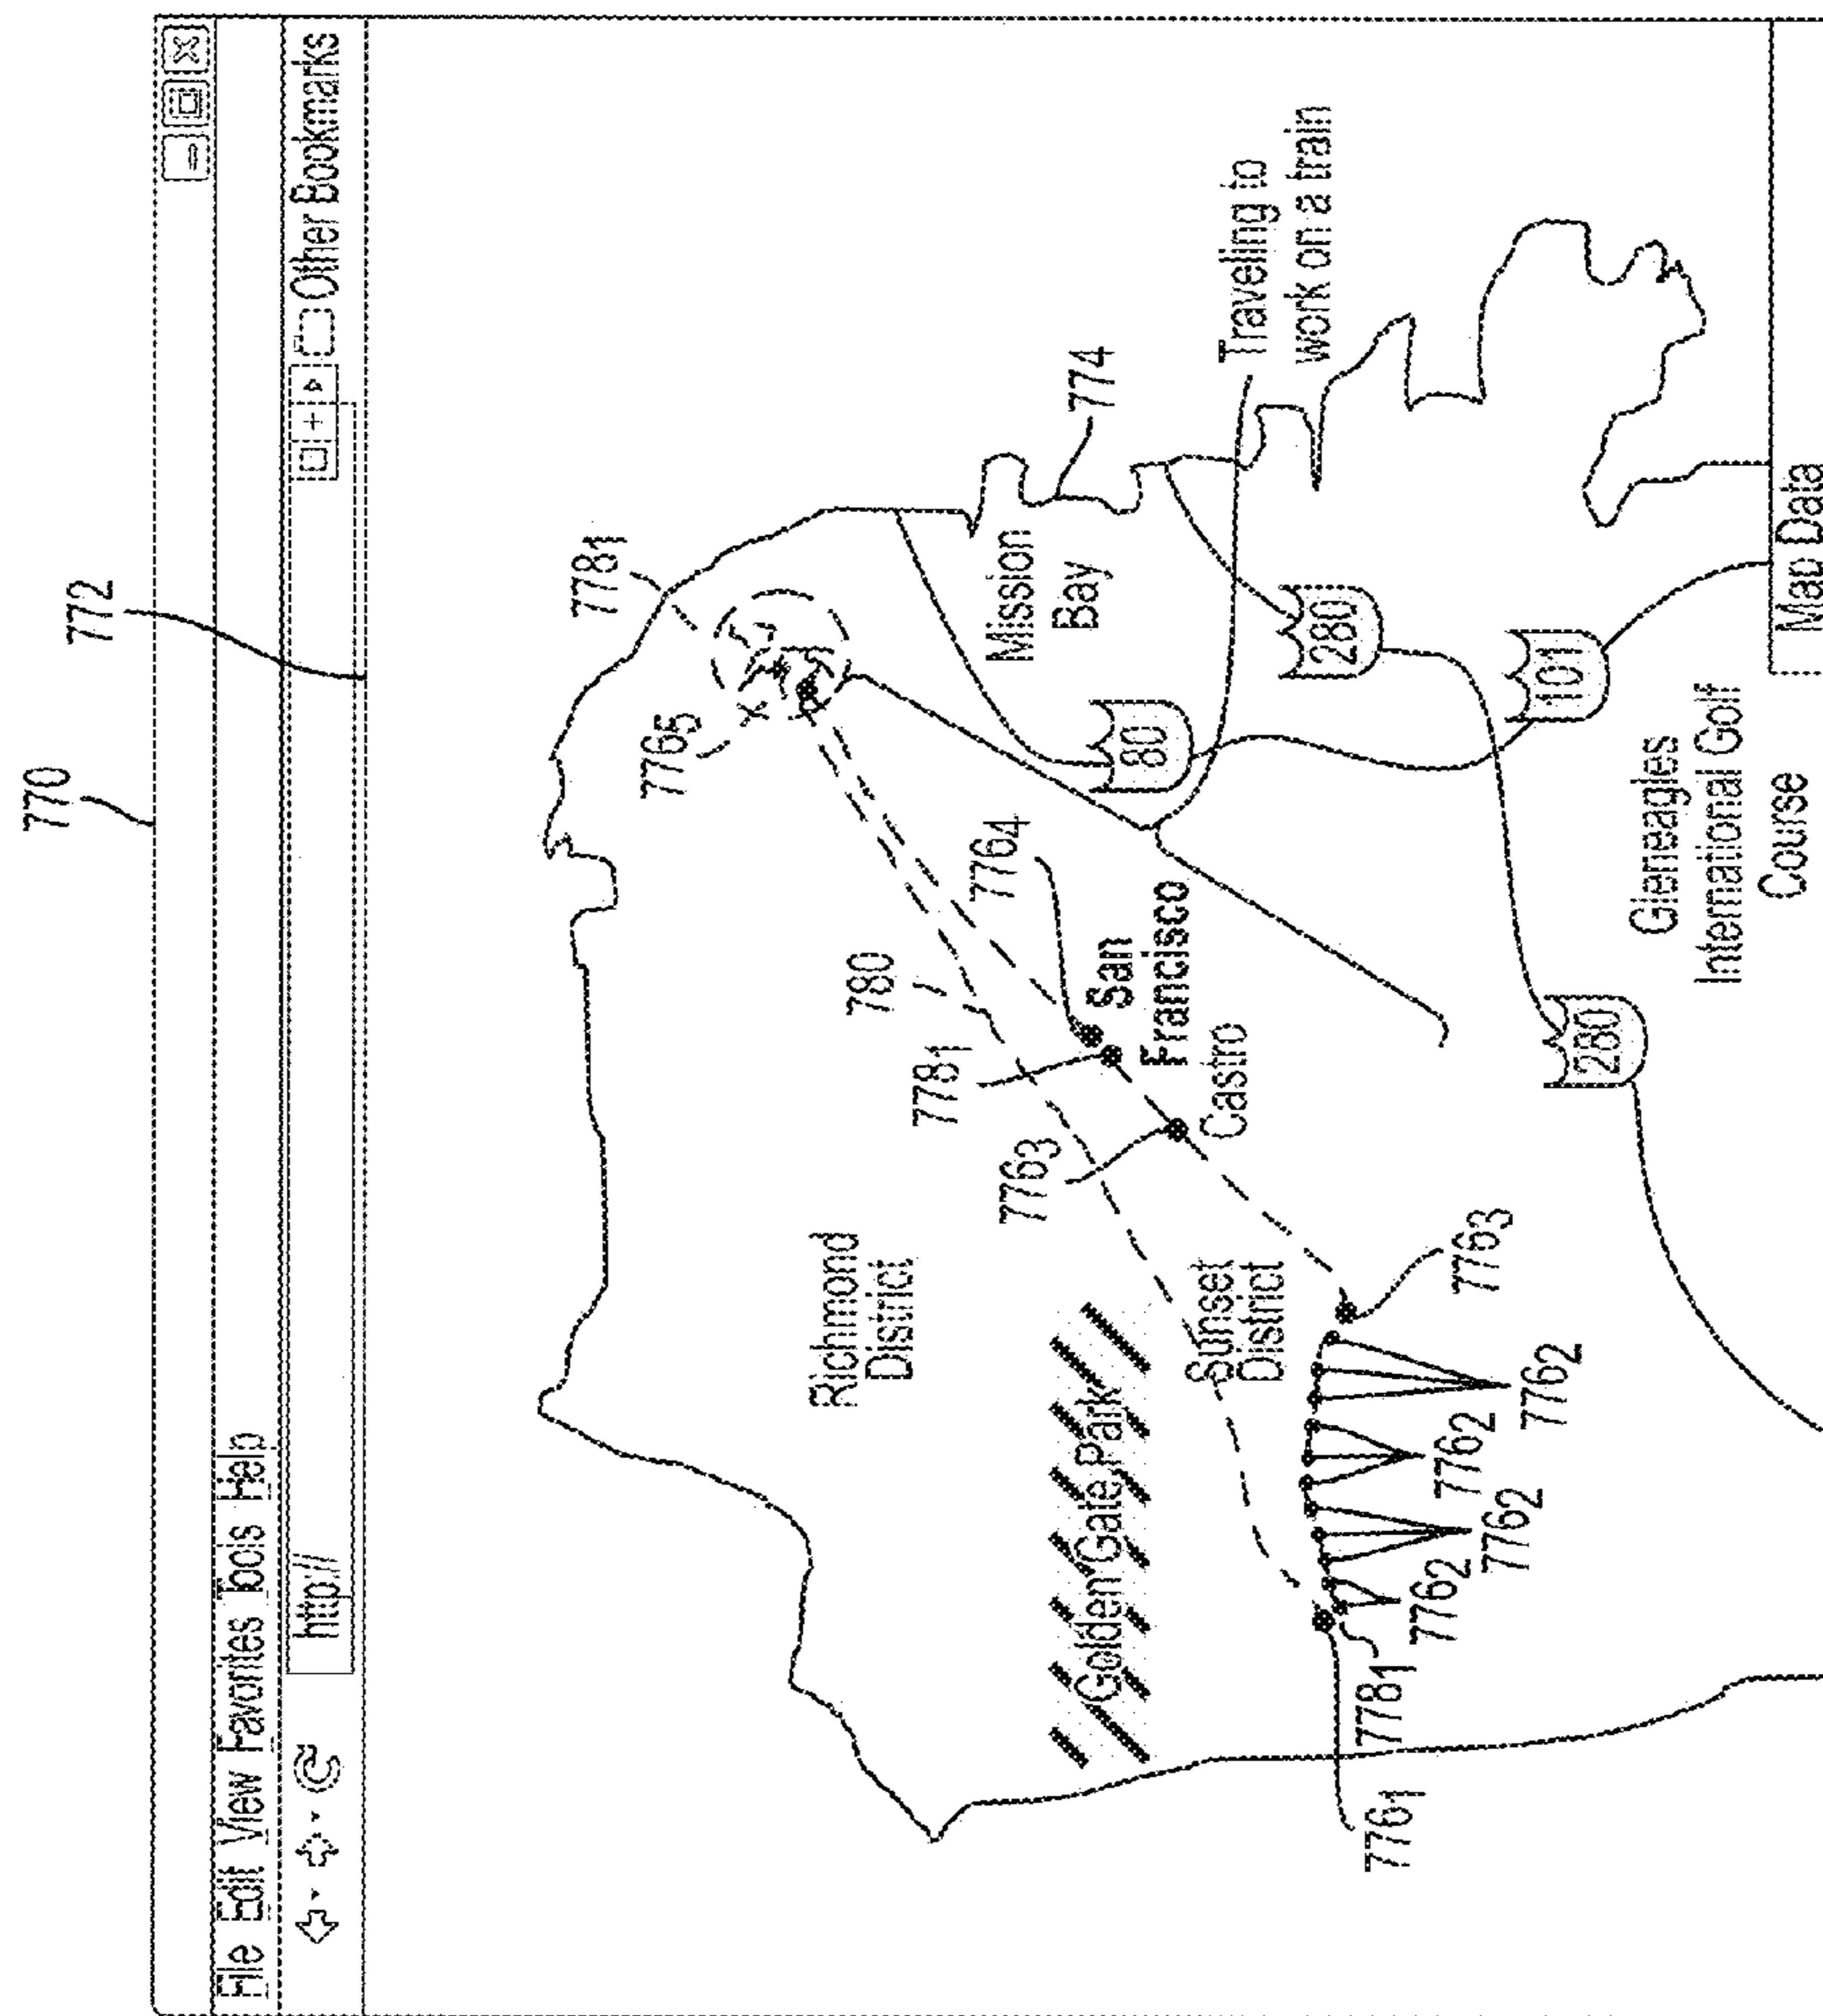 770
772
File Edit View Favorites Tools Help
http://
Other Bookmarks
778₁
776₅
774
Mission
Bay
Traveling to
work on a train
Richmond
District
780
776₄
778₁
776₃
San
Francisco
Castro
80
280
101
280
Golden Gate Park
Sunset
District
776₃
776₁
778₁
776₂
776₂
776₂
776₂
Gleneagles
International Golf
Course
Map Data